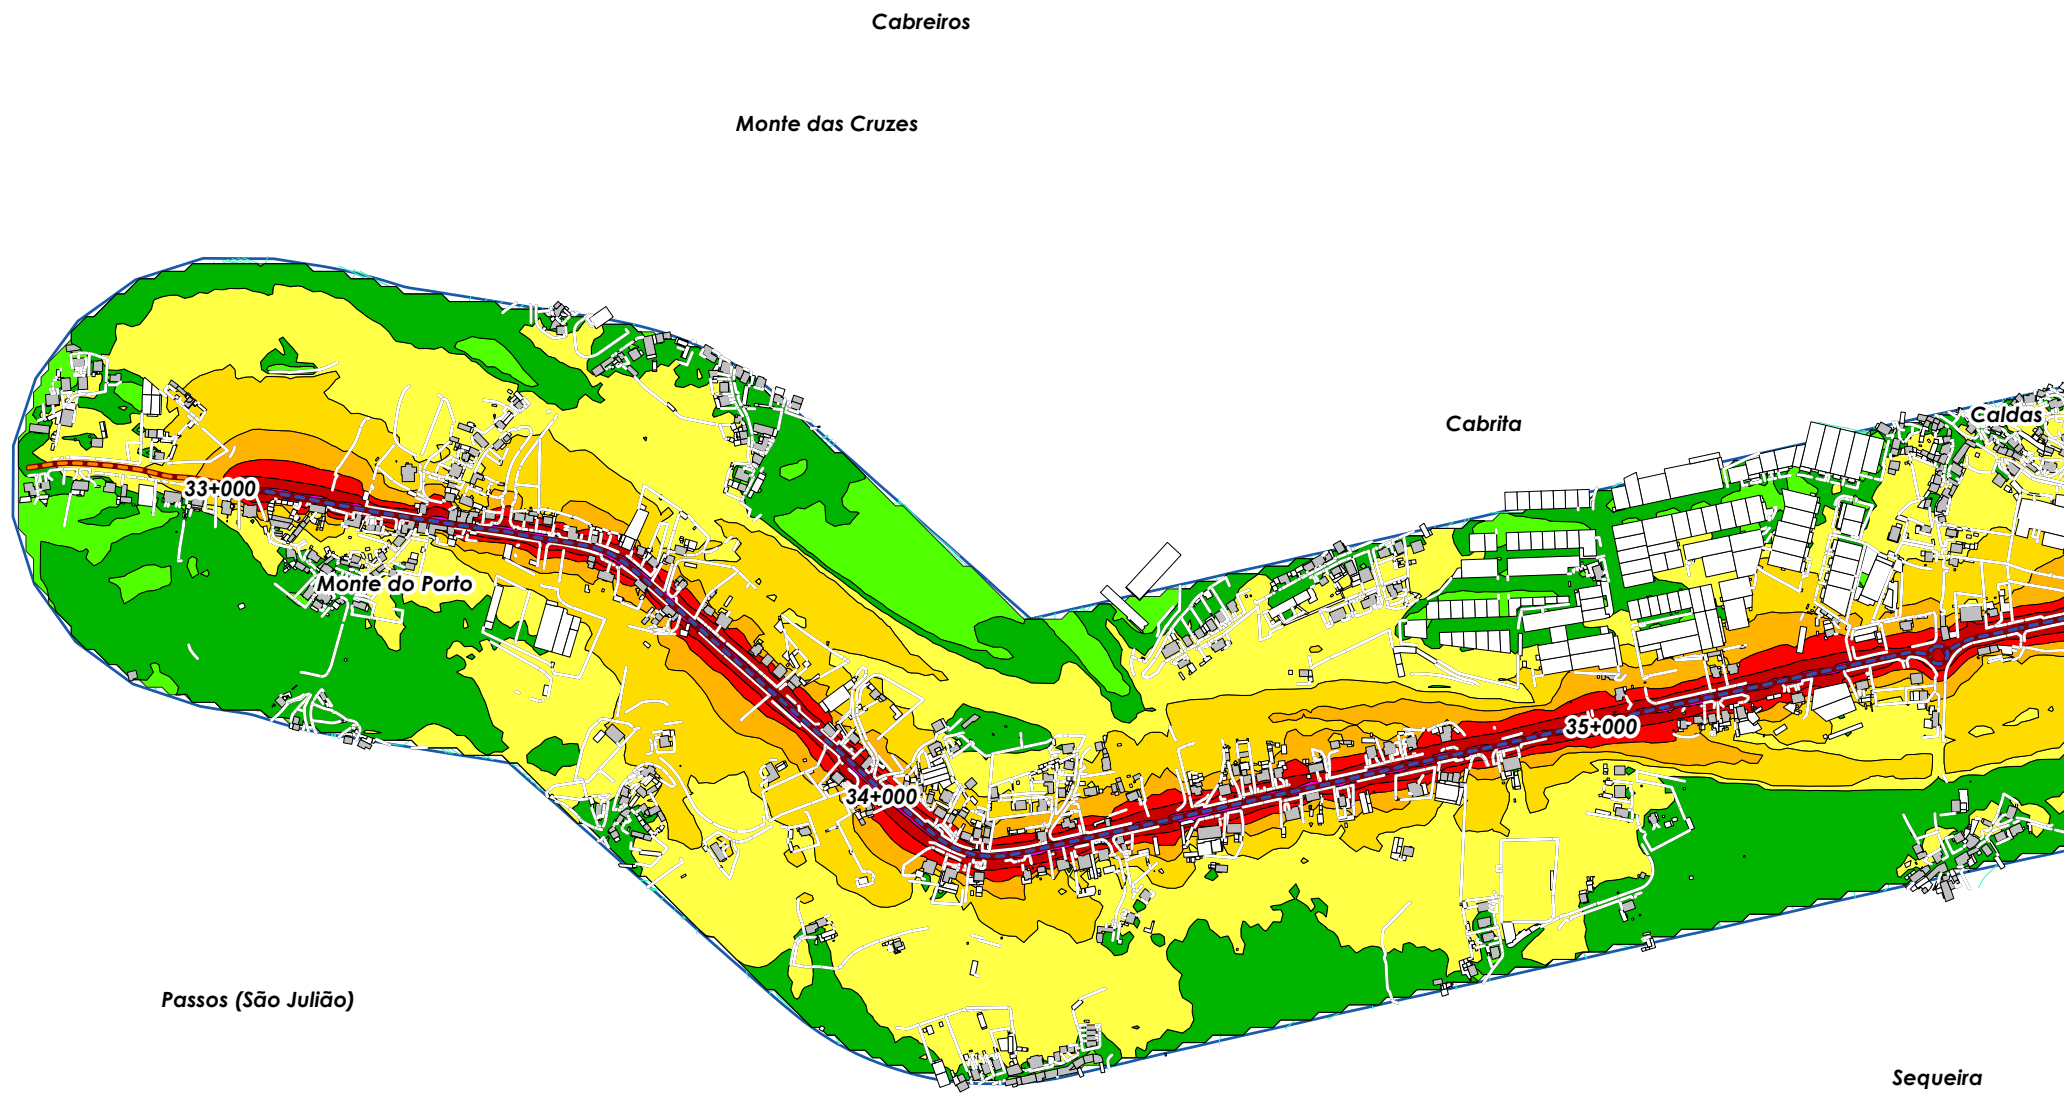 Cabreiros
Monte das Cruzes
Caldas
Cabrita
33+000
Monte do Porto
35+000
34+000
Passos (São Julião)
Sequeira